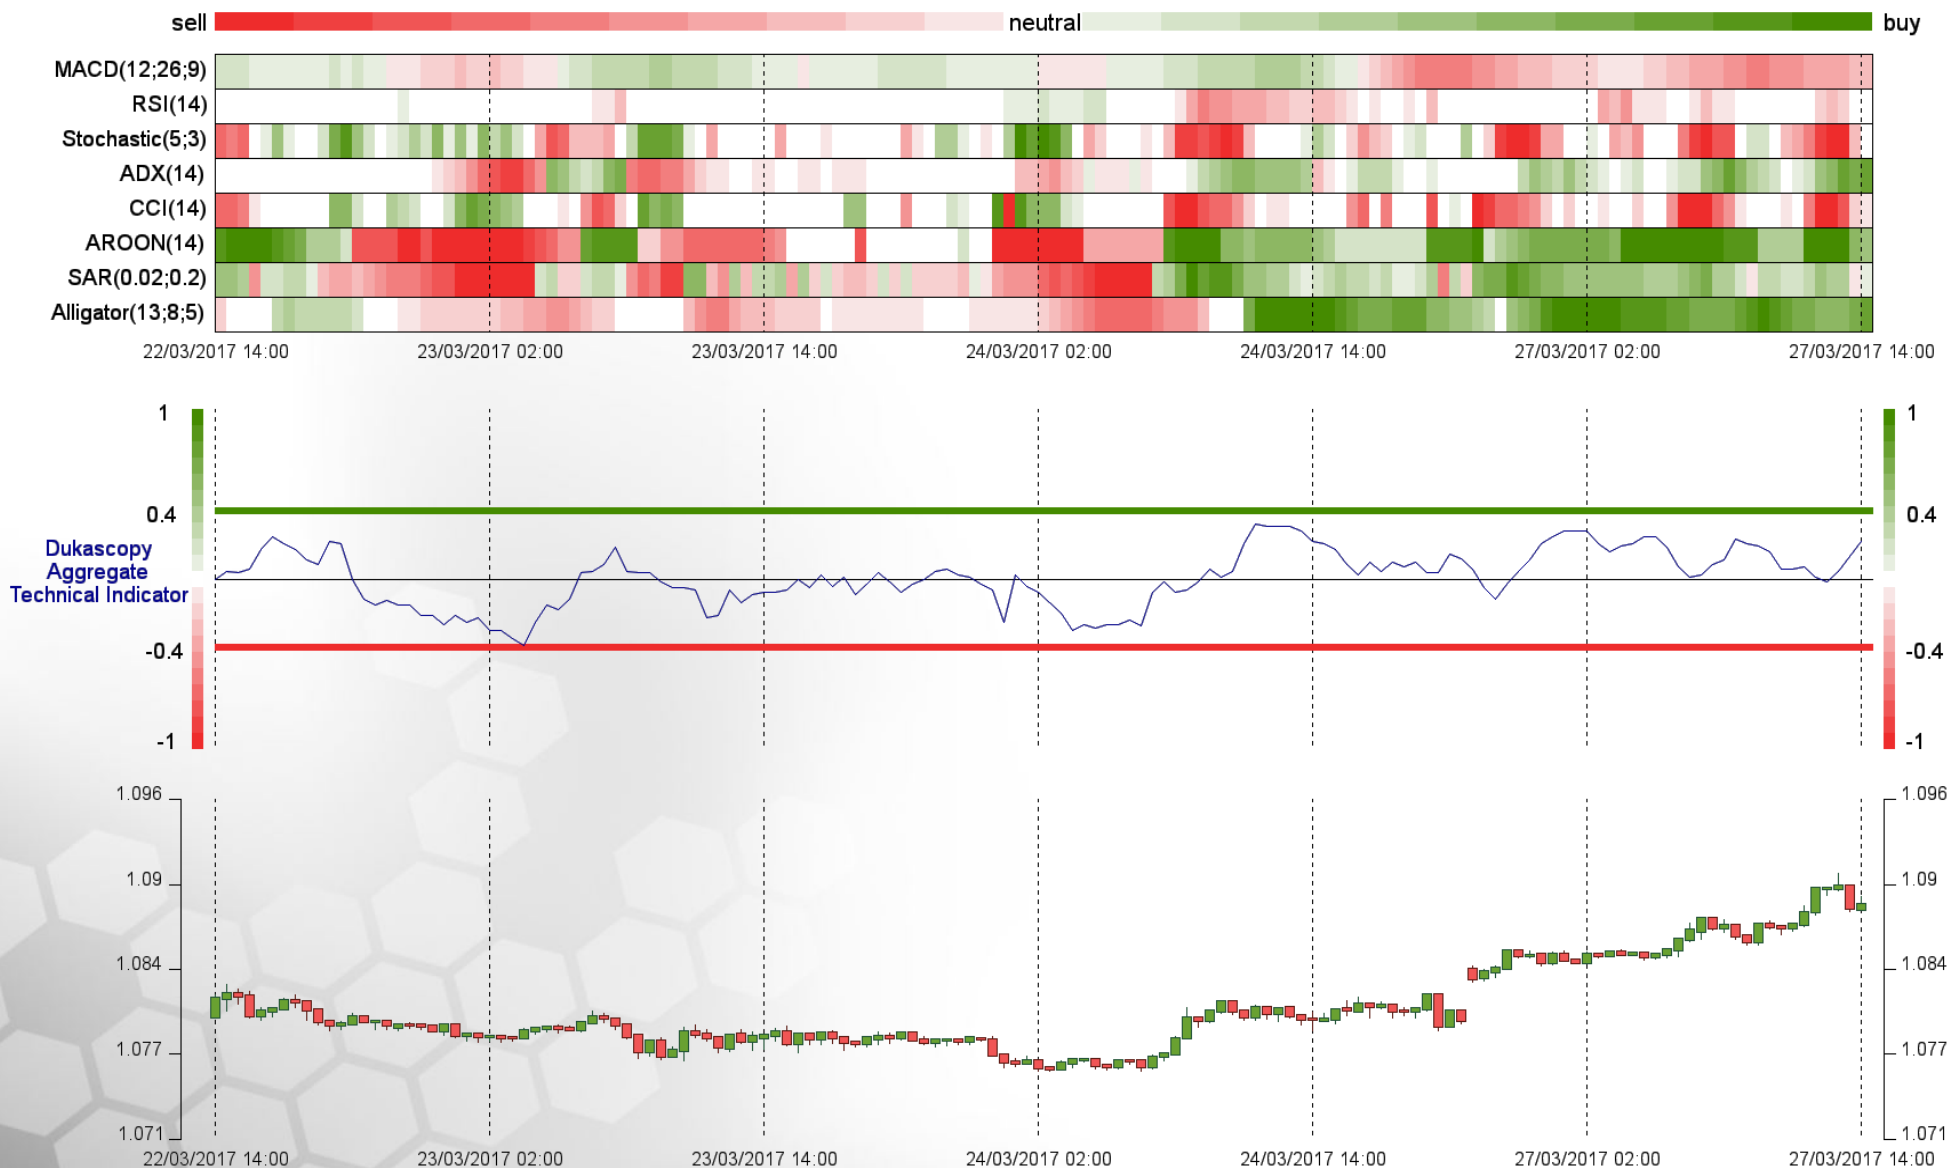 sell neutral buy
MACD(12;26;9)
RSI(14)
Stochastic(5;3)
ADX(14)
CCI(14)
AROON(14)
SAR(0.02;0.2)
Alligator(13;8;5)
22/03/2017 14:00 23/03/2017 02:00 23/03/2017 14:00 24/03/2017 02:00 24/03/2017 14:00 27/03/2017 02:00 27/03/2017 14:00
1 1
0.4 0.4
Dukascopy
Aggregate
Technical Indicator
-0.4 -0.4
-1 -1
1.096 1.096
1.09 1.09
1.084 1.084
1.077 1.077
1.071 1.071
22/03/2017 14:00 23/03/2017 02:00 23/03/2017 14:00 24/03/2017 02:00 24/03/2017 14:00 27/03/2017 02:00 27/03/2017 14:00